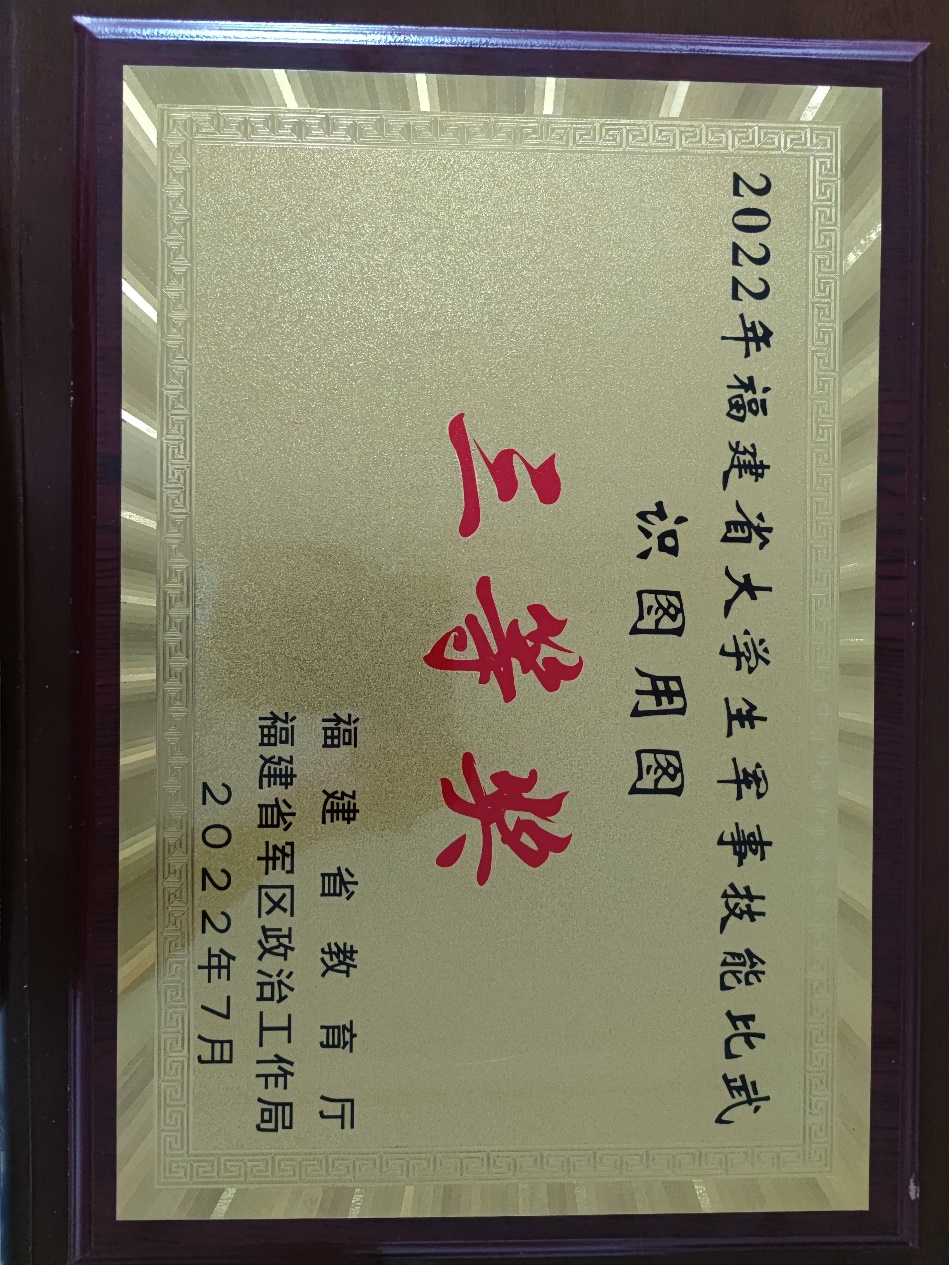 2022年福建省大学生军事技能比武
识图用图
三等奖
福建省教育厅
福建省军区政治工作局
2022年7月